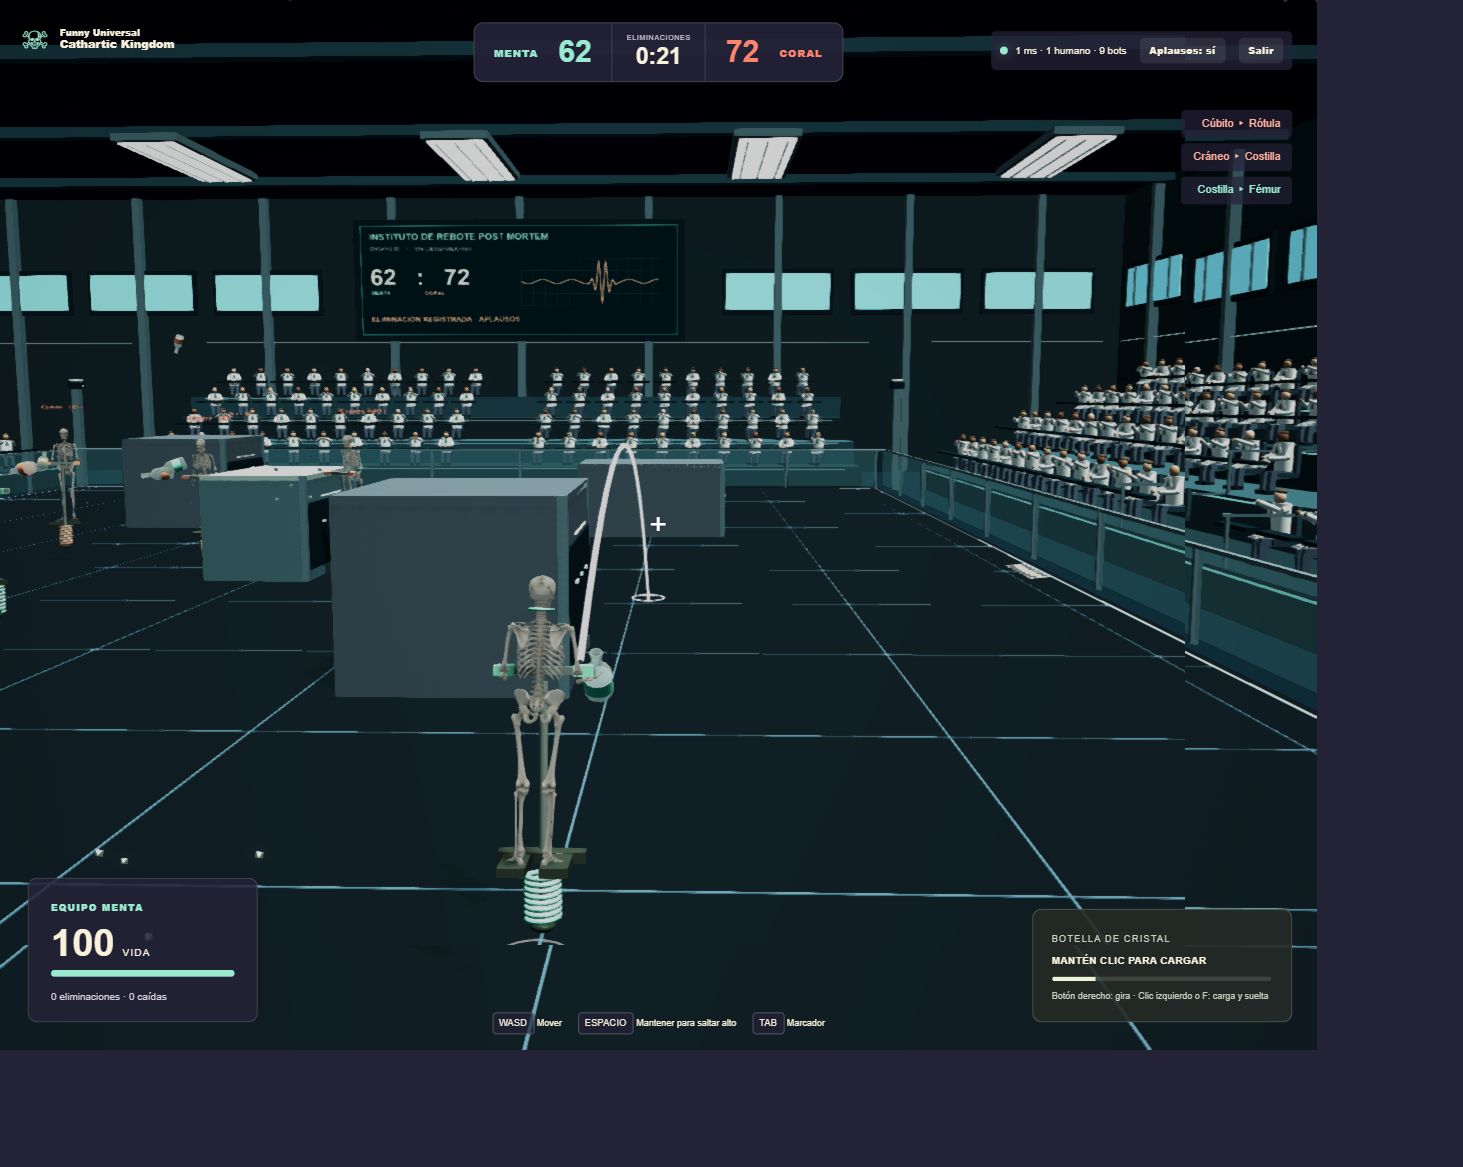 Funny Universal
Cathartic Kingdom
MENTA 62
ELIMINACIONES
0:21
72 CORAL
1 ms · 1 humano · 9 bots
Aplausos: sí
Salir
Cúbito ▸ Rótula
Cráneo ▸ Costilla
Costilla ▸ Fémur
INSTITUTO DE REBOTE POST MORTEM
62 : 72
MENTA CORAL
ELIMINACIÓN REGISTRADA · APLAUSOS
EQUIPO MENTA
100 VIDA
0 eliminaciones · 0 caídas
WASD Mover
ESPACIO Mantener para saltar alto
TAB Marcador
BOTELLA DE CRISTAL
MANTÉN CLIC PARA CARGAR
Botón derecho: gira · Clic izquierdo o F: carga y suelta